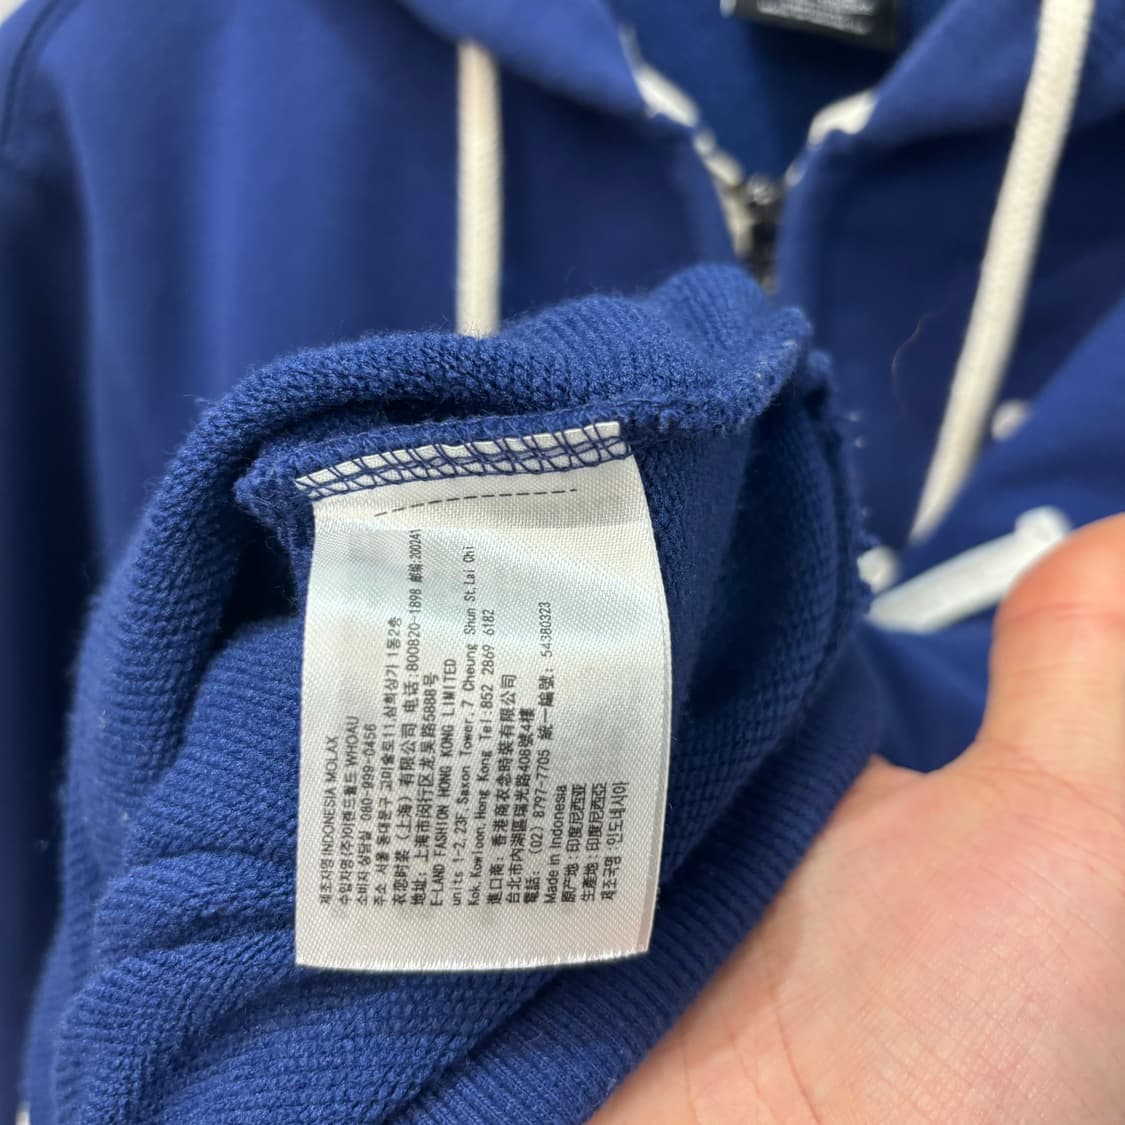 제조자명 INDONESIA MOLAX
수입자명 (주)이랜드월드 WHOAU
소비자상담실 080-999-0456
주소 서울 동대문구 고미술로11,삼희상가 1동2층
衣恋时装（上海）有限公司 电话:800820-1898 邮编:200241
地址: 上海市闵行区龙吴路5888号
E-LAND FASHION HONG KONG LIMITED
units 1-2,23F,Saxon Tower,7 Cheung Shun St.Lai Chi
Kok,Kowloon,Hong Kong Tel:852 2869 6182
進口商: 香港商衣念時裝有限公司
台北市內湖區瑞光路408號4樓
電話: (02) 8797-7705 統一編號: 54380323
Made in Indonesia
原产地:印度尼西亚
生產地:印度尼西亞
제조국명:인도네시아